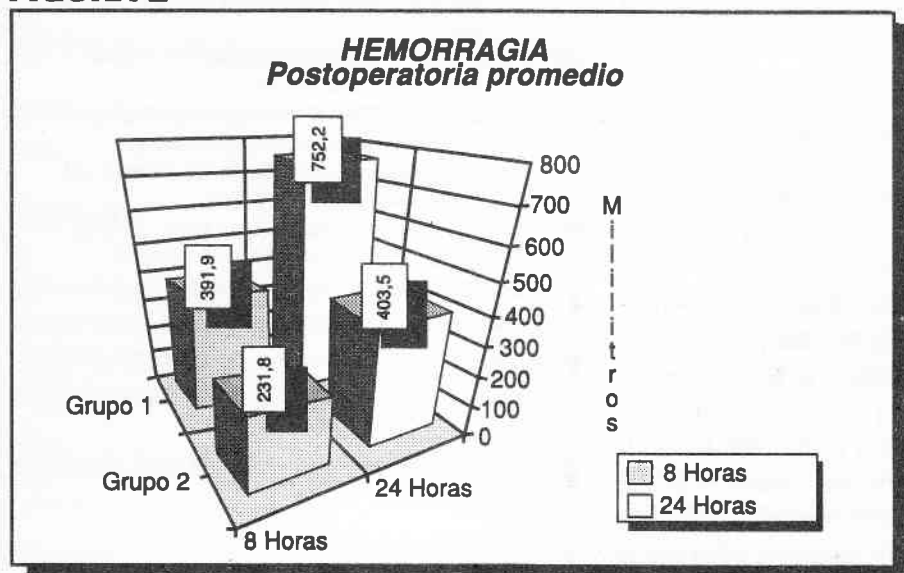 HEMORRAGIA
Postoperatoria promedio
752,2
391,9
403,5
231,8
800
700
600
500
400
300
200
100
0
Mililitros
Grupo 1
Grupo 2
24 Horas
8 Horas
8 Horas
24 Horas